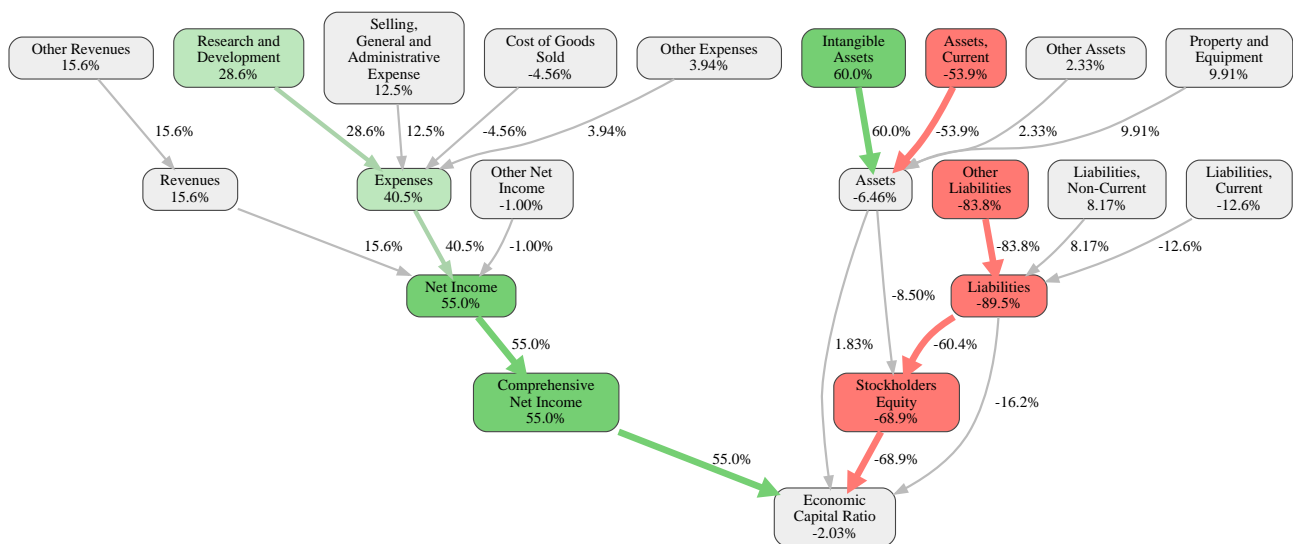 Other Revenues
15.6%
Research and
Development
28.6%
Selling,
General and
Administrative
Expense
12.5%
Cost of Goods
Sold
-4.56%
Other Expenses
3.94%
Intangible
Assets
60.0%
Assets,
Current
-53.9%
Other Assets
2.33%
Property and
Equipment
9.91%
15.6%
28.6%
12.5%
-4.56%
3.94%
60.0%
-53.9%
2.33%
9.91%
Revenues
15.6%
Expenses
40.5%
Other Net
Income
-1.00%
Assets
-6.46%
Other
Liabilities
-83.8%
Liabilities,
Non-Current
8.17%
Liabilities,
Current
-12.6%
15.6%
40.5%
-1.00%
-83.8%
8.17%
-12.6%
Net Income
55.0%
Liabilities
-89.5%
-8.50%
55.0%
1.83%
-60.4%
Comprehensive
Net Income
55.0%
Stockholders
Equity
-68.9%
-16.2%
55.0%
-68.9%
Economic
Capital Ratio
-2.03%